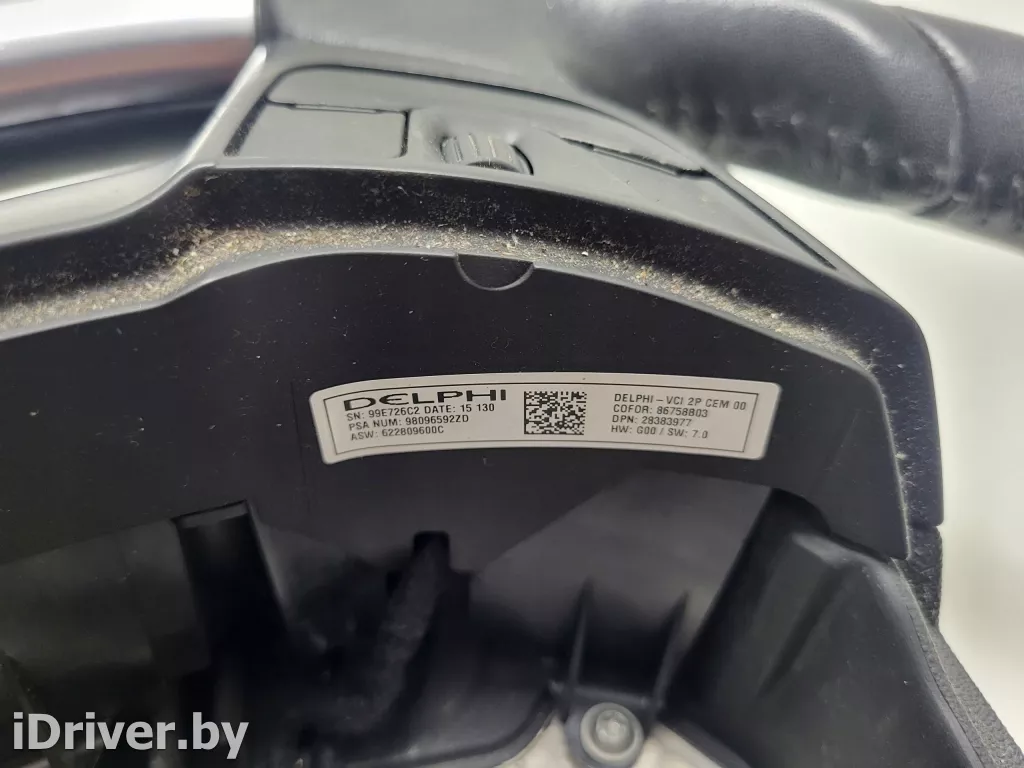 DELPHI
SN: 99E726C2 DATE: 15 130
PSA NUM: 98096592ZD
ASW: 622809600C
DELPHI - VCI 2P CEM 00
COFOR: 86758B03
DPN: 28383977
HW: G00 / SW: 7.0
iDriver.by